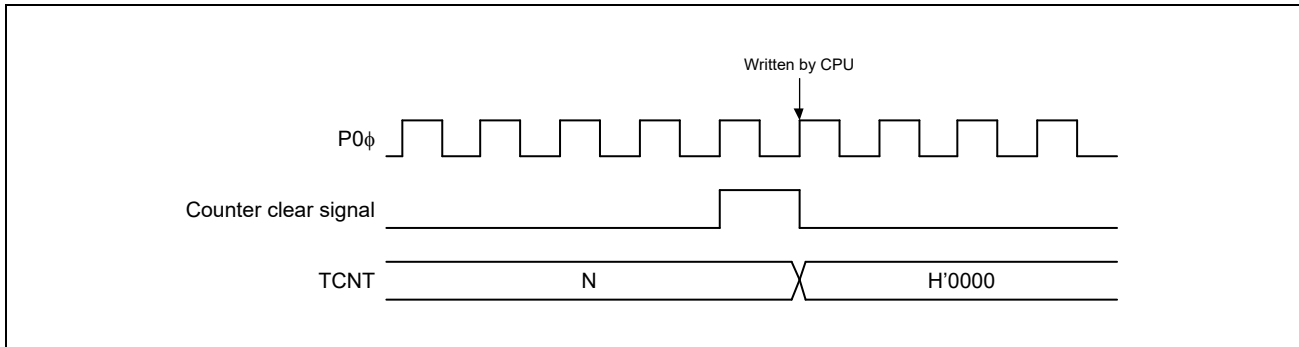 Written by CPU
P0ϕ
Counter clear signal
TCNT N H’0000